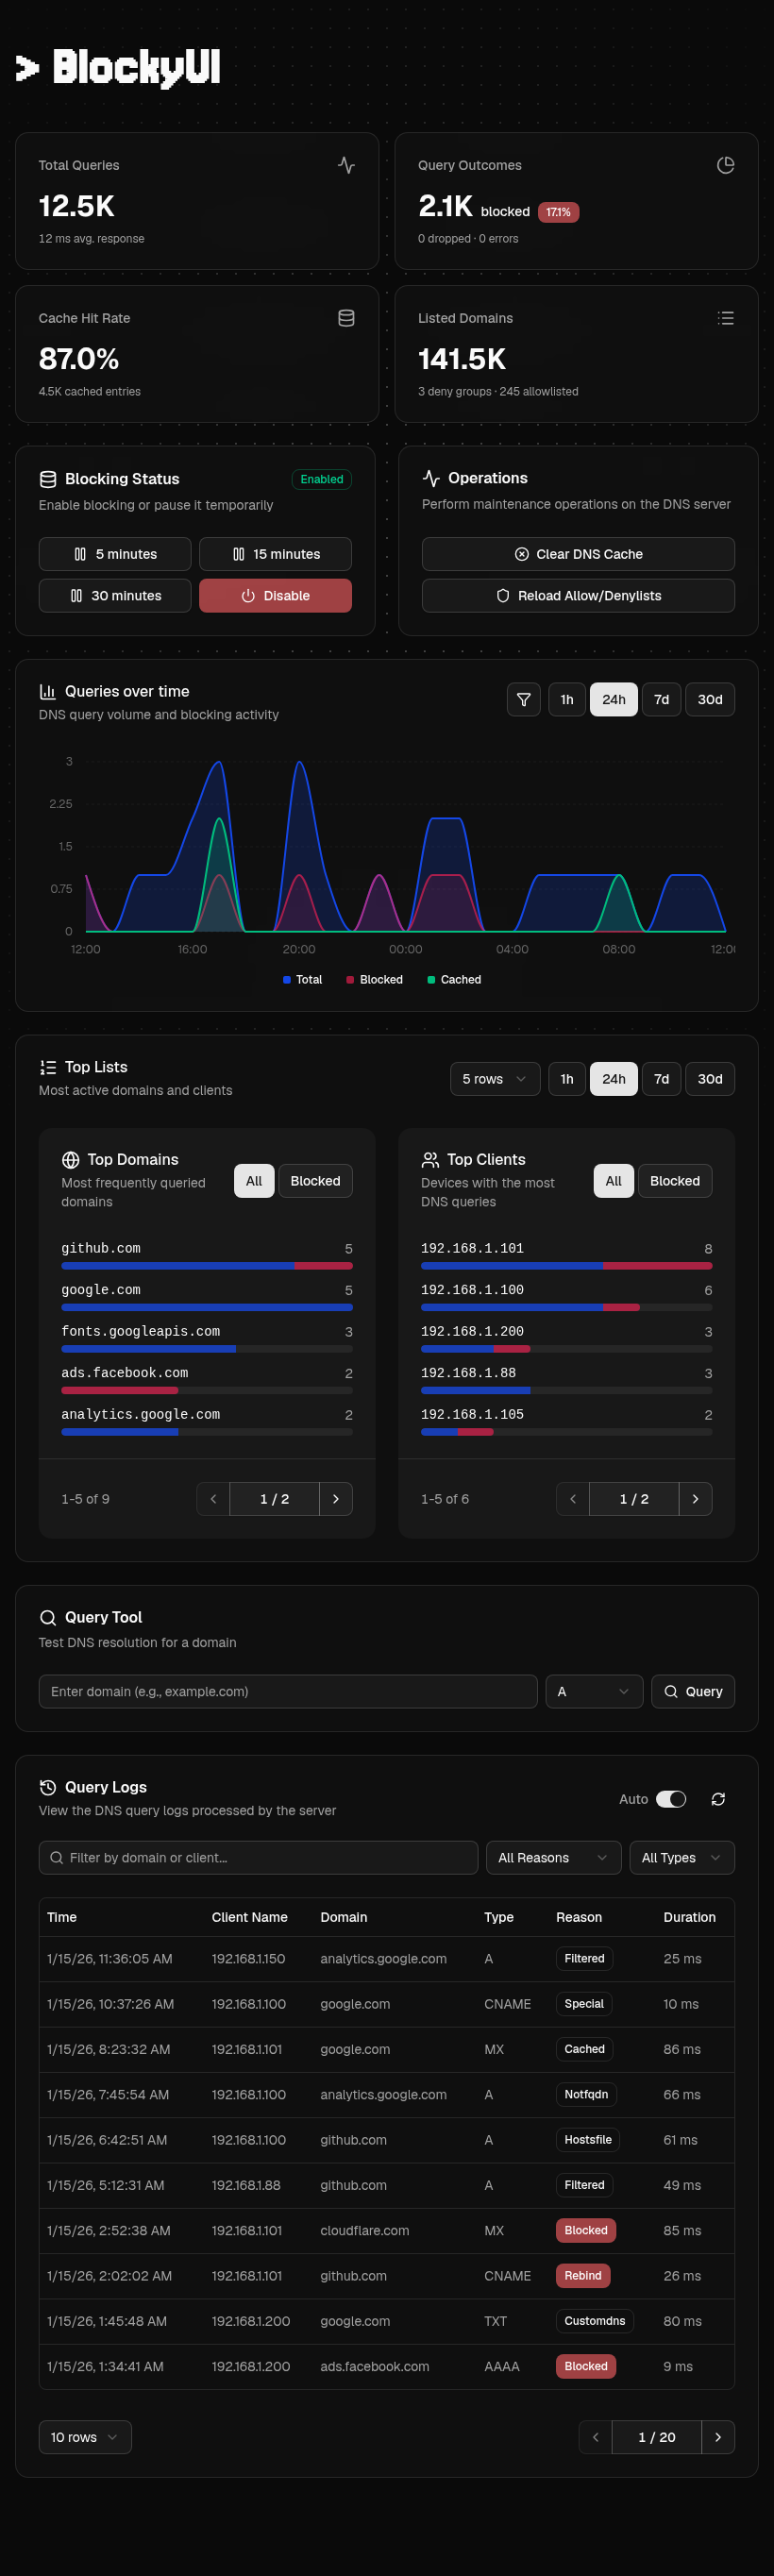 > BlockyUI
Total Queries
12.5K
12 ms avg. response
Query Outcomes
2.1K blocked 17.1%
0 dropped · 0 errors
Cache Hit Rate
87.0%
4.5K cached entries
Listed Domains
141.5K
3 deny groups · 245 allowlisted
Blocking Status
Enabled
Enable blocking or pause it temporarily
5 minutes
15 minutes
30 minutes
Disable
Operations
Perform maintenance operations on the DNS server
Clear DNS Cache
Reload Allow/Denylists
Queries over time
DNS query volume and blocking activity
1h 24h 7d 30d
3
2.25
1.5
0.75
0
12:00 16:00 20:00 00:00 04:00 08:00 12:00
Total Blocked Cached
Top Lists
Most active domains and clients
5 rows 1h 24h 7d 30d
Top Domains
Most frequently queried
domains
All Blocked
github.com 5
google.com 5
fonts.googleapis.com 3
ads.facebook.com 2
analytics.google.com 2
1-5 of 9
1 / 2
Top Clients
Devices with the most
DNS queries
All Blocked
192.168.1.101 8
192.168.1.100 6
192.168.1.200 3
192.168.1.88 3
192.168.1.105 2
1-5 of 6
1 / 2
Query Tool
Test DNS resolution for a domain
Enter domain (e.g., example.com)
A
Query
Query Logs
View the DNS query logs processed by the server
Auto
Filter by domain or client...
All Reasons
All Types
Time Client Name Domain Type Reason Duration
1/15/26, 11:36:05 AM 192.168.1.150 analytics.google.com A Filtered 25 ms
1/15/26, 10:37:26 AM 192.168.1.100 google.com CNAME Special 10 ms
1/15/26, 8:23:32 AM 192.168.1.101 google.com MX Cached 86 ms
1/15/26, 7:45:54 AM 192.168.1.100 analytics.google.com A Notfqdn 66 ms
1/15/26, 6:42:51 AM 192.168.1.100 github.com A Hostsfile 61 ms
1/15/26, 5:12:31 AM 192.168.1.88 github.com A Filtered 49 ms
1/15/26, 2:52:38 AM 192.168.1.101 cloudflare.com MX Blocked 85 ms
1/15/26, 2:02:02 AM 192.168.1.101 github.com CNAME Rebind 26 ms
1/15/26, 1:45:48 AM 192.168.1.200 google.com TXT Customdns 80 ms
1/15/26, 1:34:41 AM 192.168.1.200 ads.facebook.com AAAA Blocked 9 ms
10 rows
1 / 20